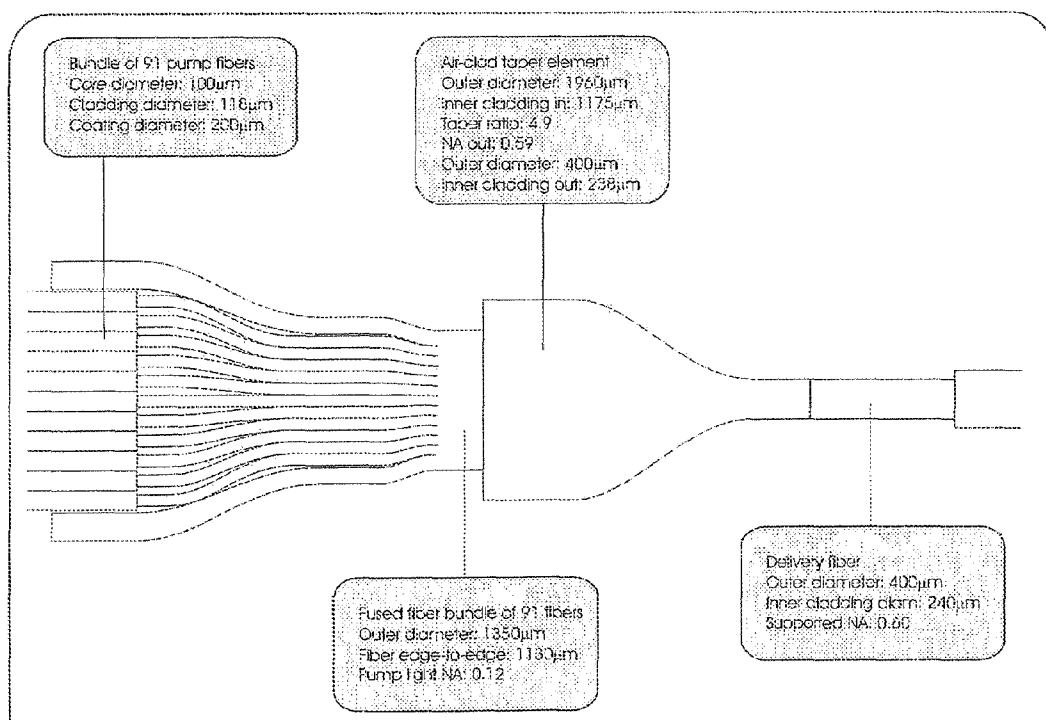 Bundle of 91 pump fibers
Core diameter: 100µm
Cladding diameter: 118µm
Coating diameter: 200µm
Air-clad taper element
Outer diameter: 1960µm
Inner cladding in: 1175µm
Taper ratio: 4.9
NA out: 0.59
Outer diameter: 400µm
Inner cladding out: 238µm
Fused fiber bundle of 91 fibers
Outer diameter: 1350µm
Fiber edge-to-edge: 1130µm
Pump light NA: 0.12
Delivery fiber
Outer diameter: 400µm
Inner cladding diam: 240µm
Supported NA: 0.60